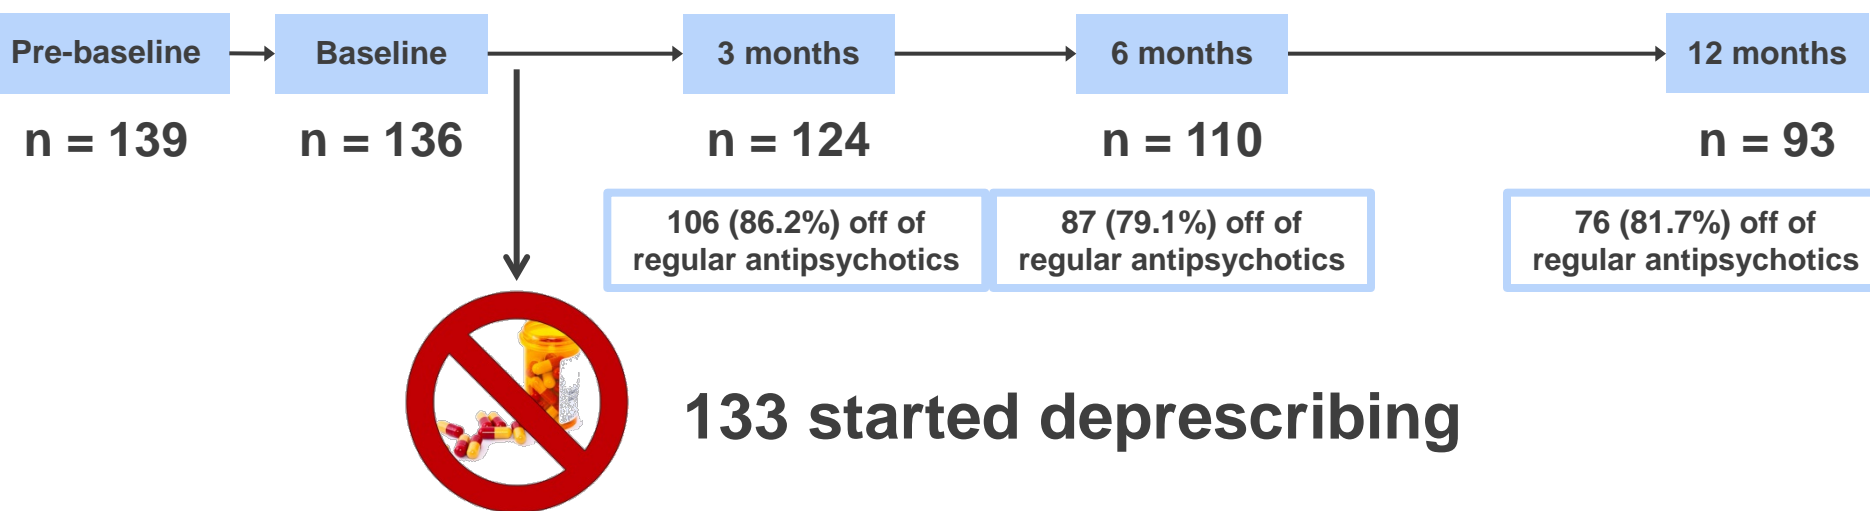 Pre-baseline
Baseline
3 months
6 months
12 months
n = 139
n = 136
n = 124
n = 110
n = 93
106 (86.2%) off of
regular antipsychotics
87 (79.1%) off of
regular antipsychotics
76 (81.7%) off of
regular antipsychotics
133 started deprescribing